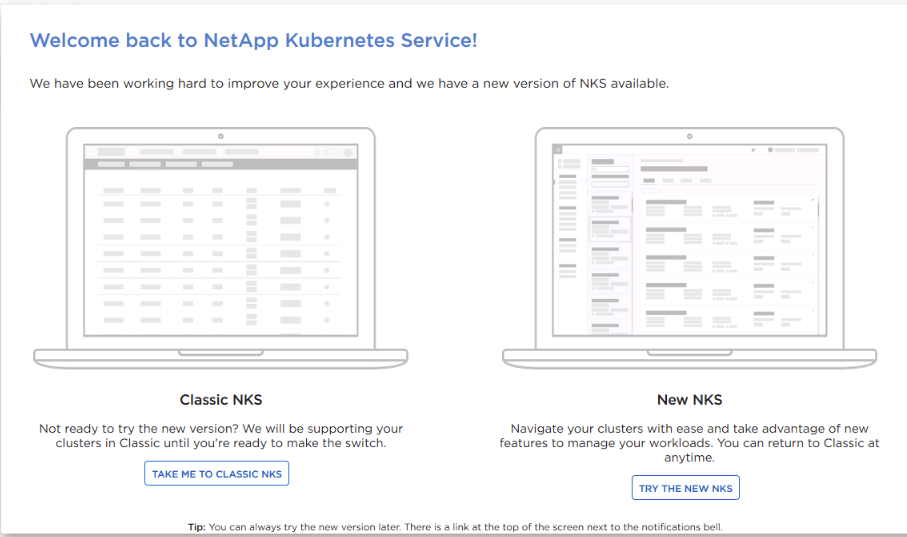 Welcome back to NetApp Kubernetes Service!
We have been working hard to improve your experience and we have a new version of NKS available.
Classic NKS
Not ready to try the new version? We will be supporting your
clusters in Classic until you're ready to make the switch.
TAKE ME TO CLASSIC NKS
New NKS
Navigate your clusters with ease and take advantage of new
features to manage your workloads. You can return to Classic at
anytime.
TRY THE NEW NKS
Tip: You can always try the new version later. There is a link at the top of the screen next to the notifications bell.